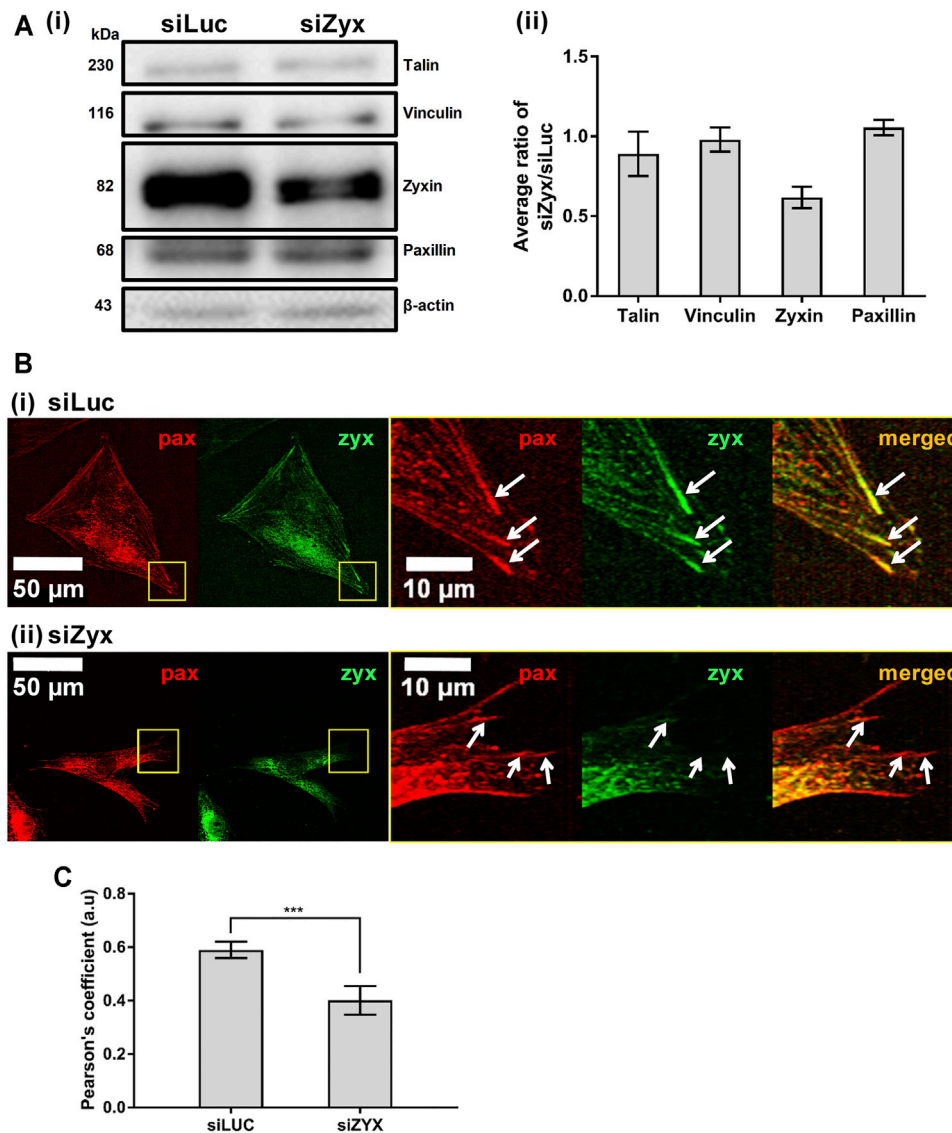 A (i)
siLuc siZyx
kDa
230 Talin
116 Vinculin
82 Zyxin
68 Paxillin
43 β-actin
(ii)
Average ratio of
siZyx/siLuc
1.5
1.0
0.5
0.0
Talin Vinculin Zyxin Paxillin
B
(i) siLuc
pax zyx pax zyx merged
50 μm 10 μm
(ii) siZyx
50 μm 10 μm
pax zyx pax zyx merged
C
Pearson's coefficient (a.u)
0.8
0.6
0.4
0.2
0.0
***
siLUC siZYX